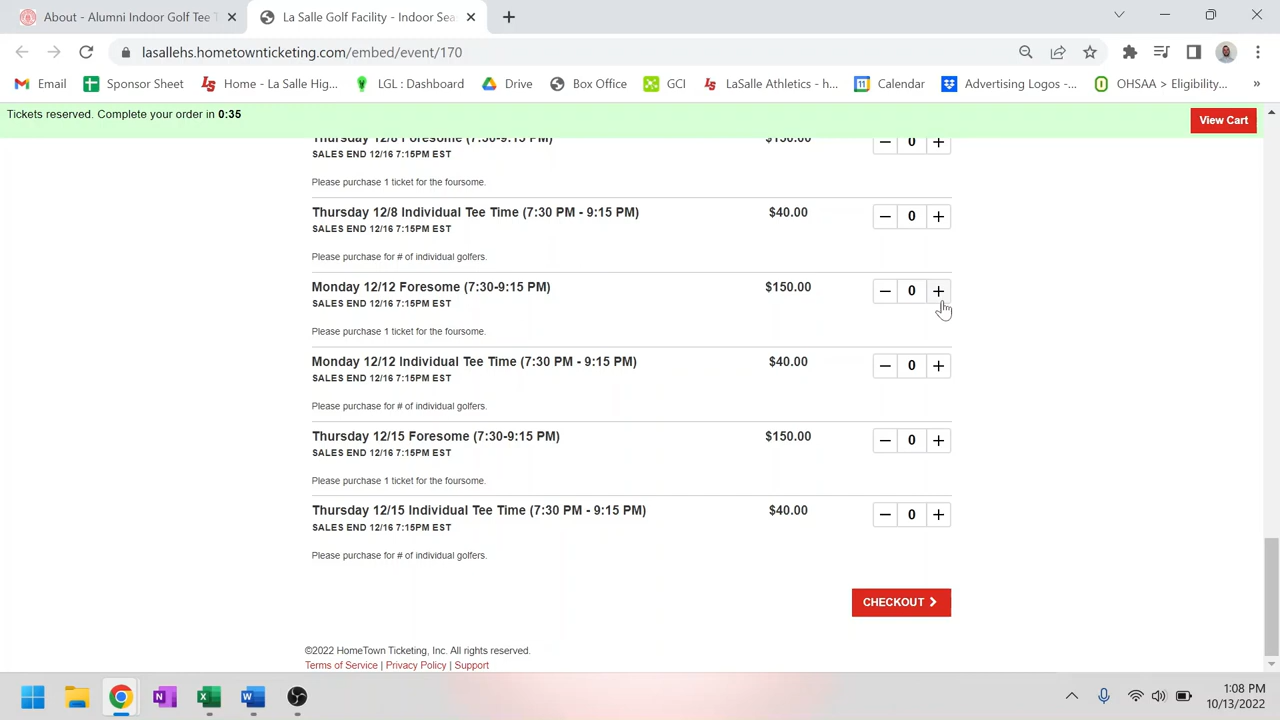 About - Alumni Indoor Golf Tee T
La Salle Golf Facility - Indoor Sea
lasallehs.hometownticketing.com/embed/event/170
Email
Sponsor Sheet
Home - La Salle Hig...
LGL : Dashboard
Drive
Box Office
GCI
LaSalle Athletics - h...
Calendar
Advertising Logos -...
OHSAA > Eligibility...
»
Tickets reserved. Complete your order in 0:35
View Cart
Thursday 12/8 Foresome (7:30-9:15 PM) $150.00 − 0 +
SALES END 12/16 7:15PM EST
Please purchase 1 ticket for the foursome.
Thursday 12/8 Individual Tee Time (7:30 PM - 9:15 PM) $40.00 − 0 +
SALES END 12/16 7:15PM EST
Please purchase for # of individual golfers.
Monday 12/12 Foresome (7:30-9:15 PM) $150.00 − 0 +
SALES END 12/16 7:15PM EST
Please purchase 1 ticket for the foursome.
Monday 12/12 Individual Tee Time (7:30 PM - 9:15 PM) $40.00 − 0 +
SALES END 12/16 7:15PM EST
Please purchase for # of individual golfers.
Thursday 12/15 Foresome (7:30-9:15 PM) $150.00 − 0 +
SALES END 12/16 7:15PM EST
Please purchase 1 ticket for the foursome.
Thursday 12/15 Individual Tee Time (7:30 PM - 9:15 PM) $40.00 − 0 +
SALES END 12/16 7:15PM EST
Please purchase for # of individual golfers.
CHECKOUT
©2022 HomeTown Ticketing, Inc. All rights reserved.
Terms of Service | Privacy Policy | Support
1:08 PM
10/13/2022